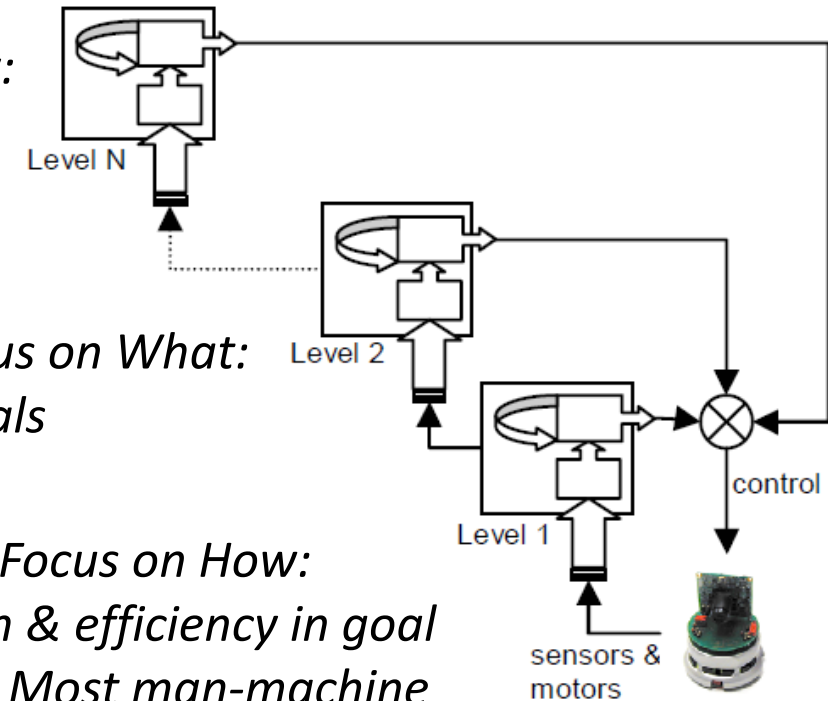 Level N
Level 2
us on What:
als
Level 1
control
Focus on How:
n & efficiency in goal
Most man-machine
sensors &
motors